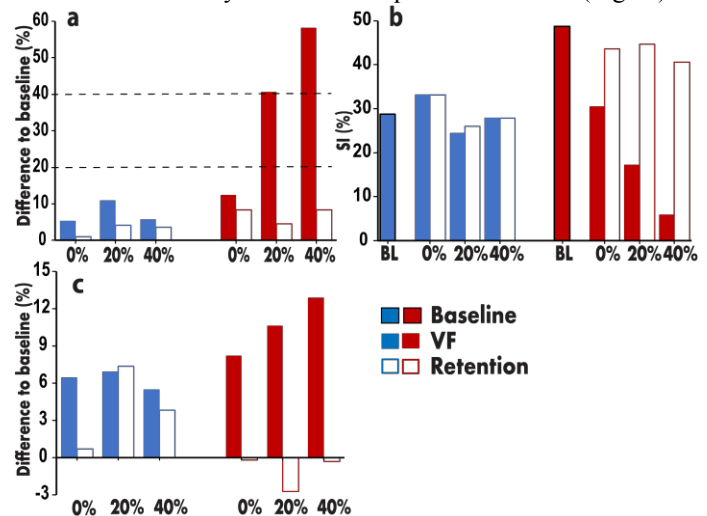 a
Difference to baseline (%)
60
50
40
30
20
10
0
0% 20% 40% 0% 20% 40%
b
SI (%)
50
40
30
20
10
0
BL 0% 20% 40% BL 0% 20% 40%
c
Difference to baseline (%)
15
12
9
6
3
0
-3
0% 20% 40% 0% 20% 40%
Baseline
VF
Retention